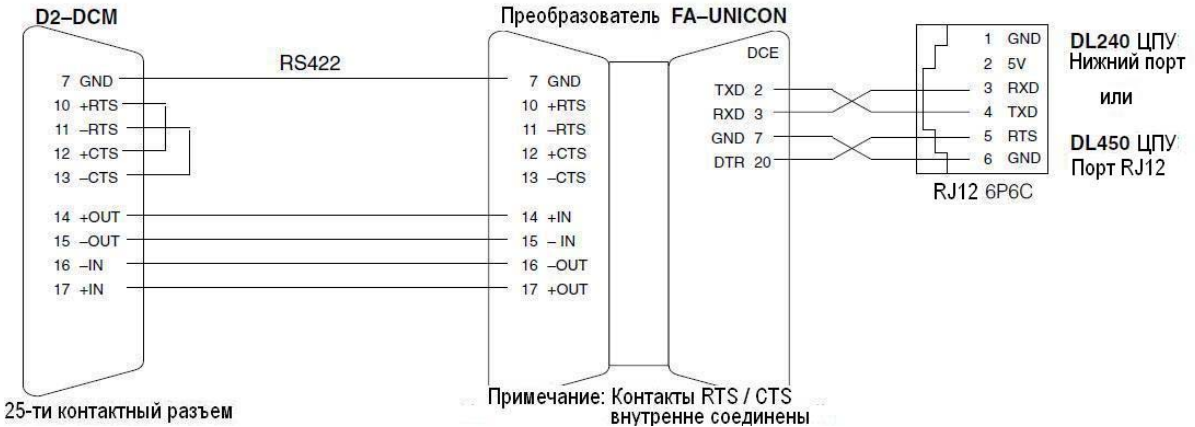 D2–DCM
Преобразователь FA–UNICON
RS422
7 GND
10 +RTS
11 –RTS
12 +CTS
13 –CTS
14 +OUT
15 –OUT
16 –IN
17 +IN
25-ти контактный разъем
7 GND
10 +RTS
11 –RTS
12 +CTS
13 –CTS
14 +IN
15 – IN
16 –OUT
17 +OUT
DCE
TXD 2
RXD 3
GND 7
DTR 20
Примечание: Контакты RTS / CTS
внутренне соединены
1 GND
2 5V
3 RXD
4 TXD
5 RTS
6 GND
RJ12 6P6C
DL240 ЦПУ
Нижний порт
или
DL450 ЦПУ
Порт RJ12